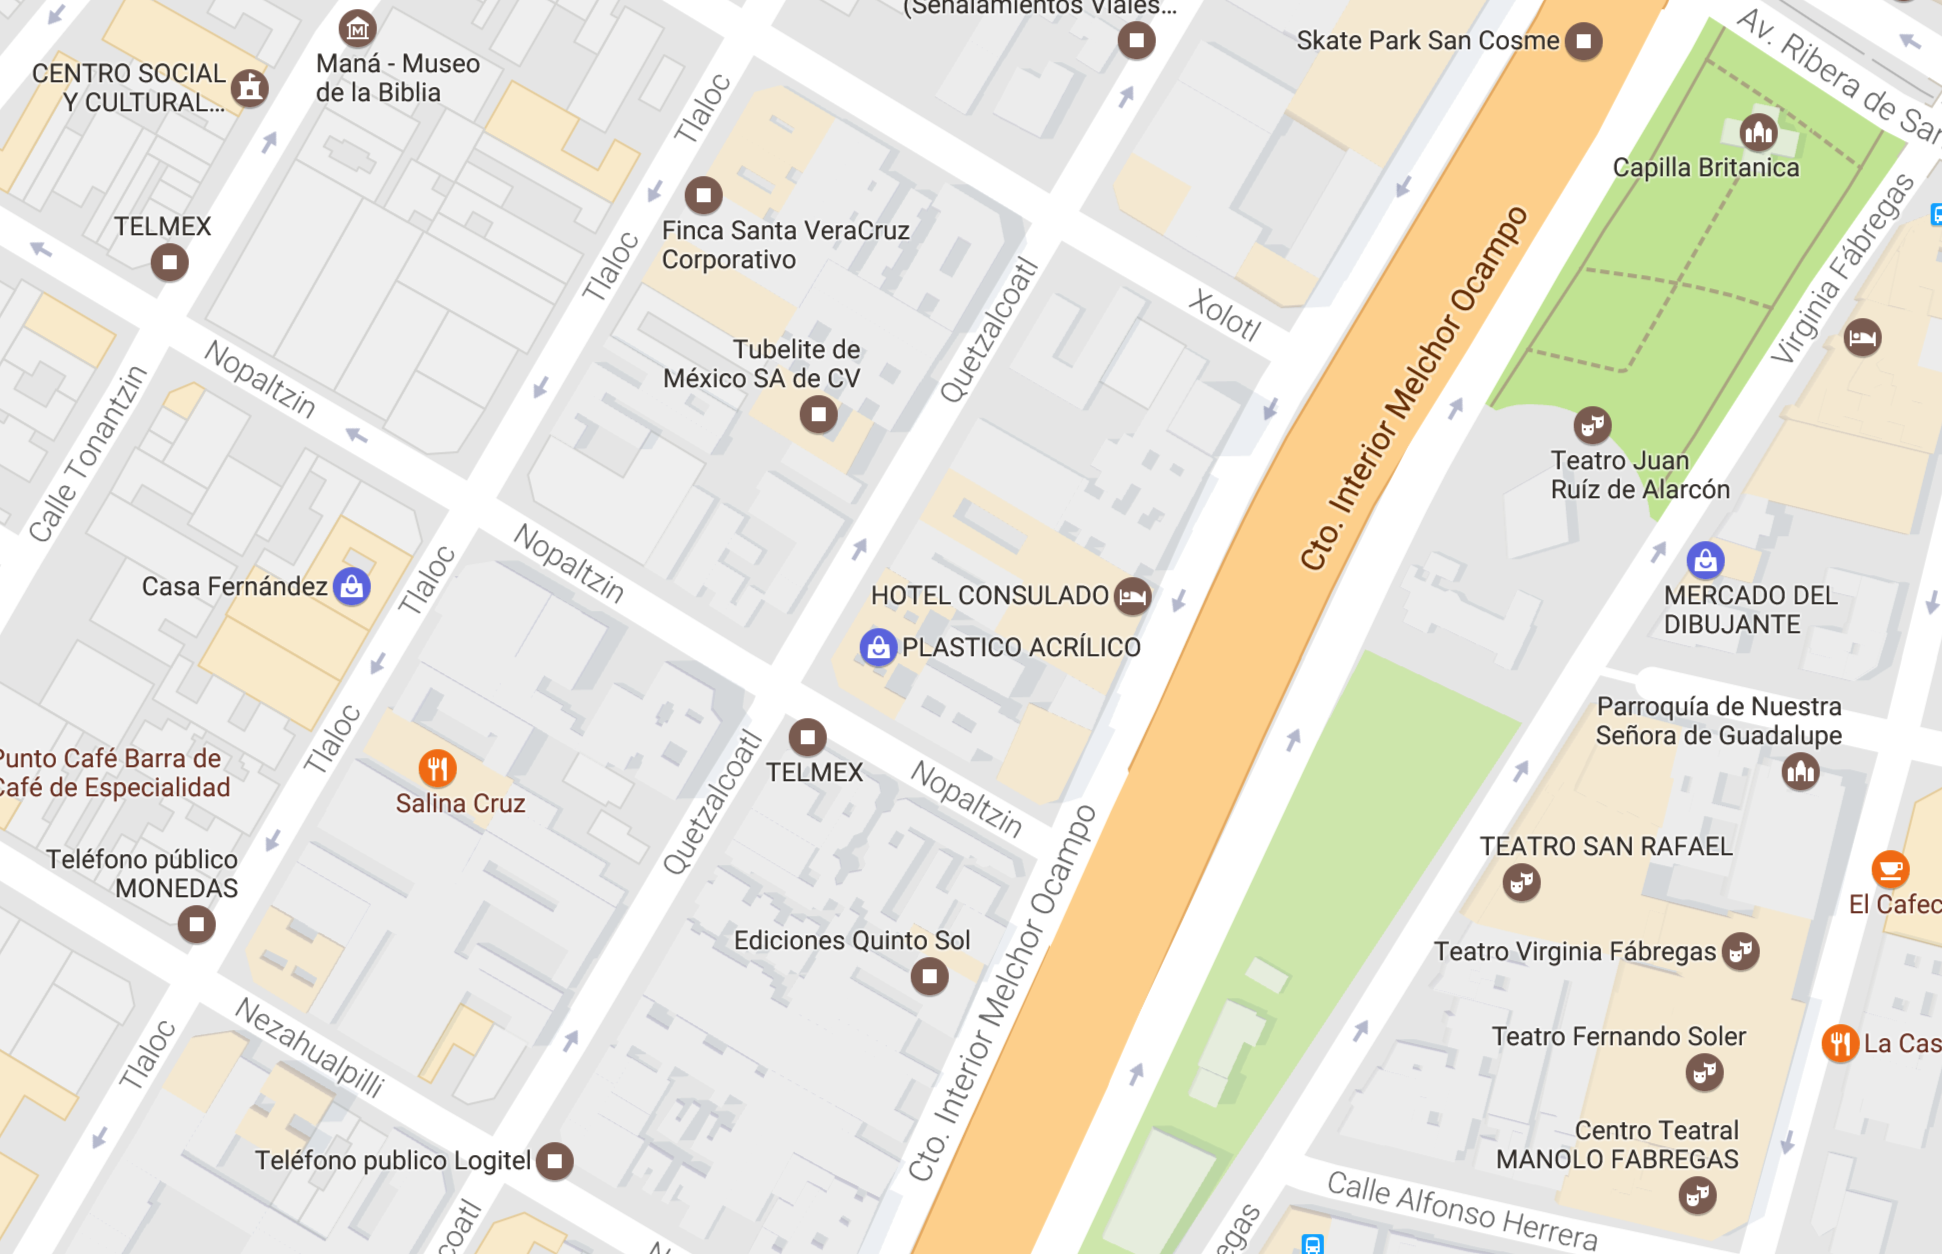 (Señalamientos Viales...
Skate Park San Cosme
Av. Ribera de San
CENTRO SOCIAL
Y CULTURAL...
Maná - Museo
de la Biblia
Tlaloc
Capilla Britanica
TELMEX
Finca Santa VeraCruz
Corporativo
Tlaloc
Quetzalcoatl
Xolotl
Cto. Interior Melchor Ocampo
Virginia Fábregas
Nopaltzin
Tubelite de
México SA de CV
Calle Tonantzin
Teatro Juan
Ruíz de Alarcón
Casa Fernández
Tlaloc
Nopaltzin
HOTEL CONSULADO
PLASTICO ACRÍLICO
MERCADO DEL
DIBUJANTE
Parroquía de Nuestra
Señora de Guadalupe
Punto Café Barra de
Café de Especialidad
Tlaloc
Salina Cruz
Quetzalcoatl
TELMEX
Nopaltzin
TEATRO SAN RAFAEL
Teléfono público
MONEDAS
El Cafec
Ediciones Quinto Sol
Cto. Interior Melchor Ocampo
Teatro Virginia Fábregas
Nezahualpilli
Tlaloc
Teatro Fernando Soler
La Cas
Centro Teatral
MANOLO FABREGAS
Teléfono publico Logitel
Calle Alfonso Herrera
coatl
egas